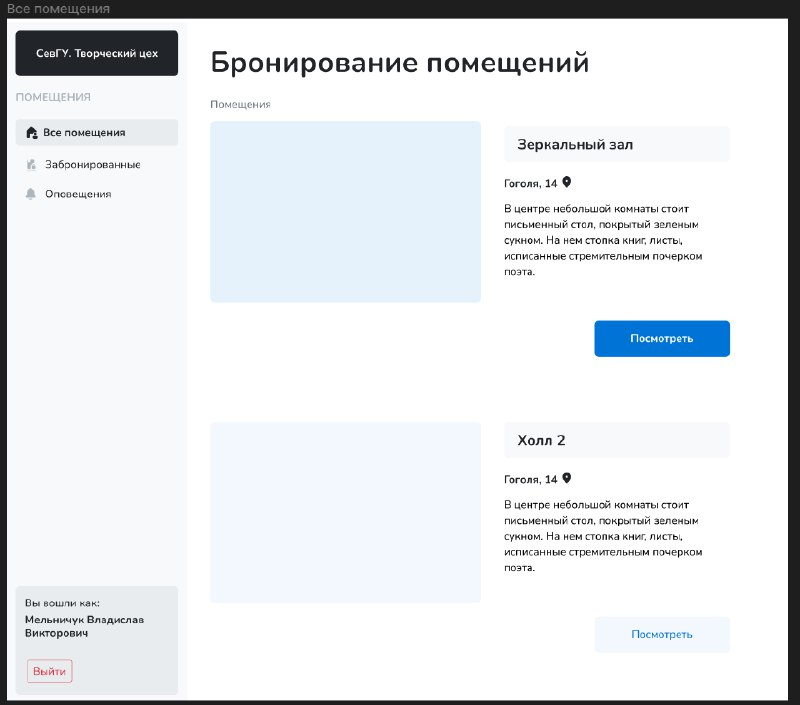 Все помещения
СевГУ. Творческий цех
ПОМЕЩЕНИЯ
Все помещения
Забронированные
Оповещения
Вы вошли как:
Мельничук Владислав
Викторович
Выйти
Бронирование помещений
Помещения
Зеркальный зал
Гоголя, 14
В центре небольшой комнаты стоит
письменный стол, покрытый зеленым
сукном. На нем стопка книг, листы,
исписанные стремительным почерком
поэта.
Посмотреть
Холл 2
Гоголя, 14
В центре небольшой комнаты стоит
письменный стол, покрытый зеленым
сукном. На нем стопка книг, листы,
исписанные стремительным почерком
поэта.
Посмотреть